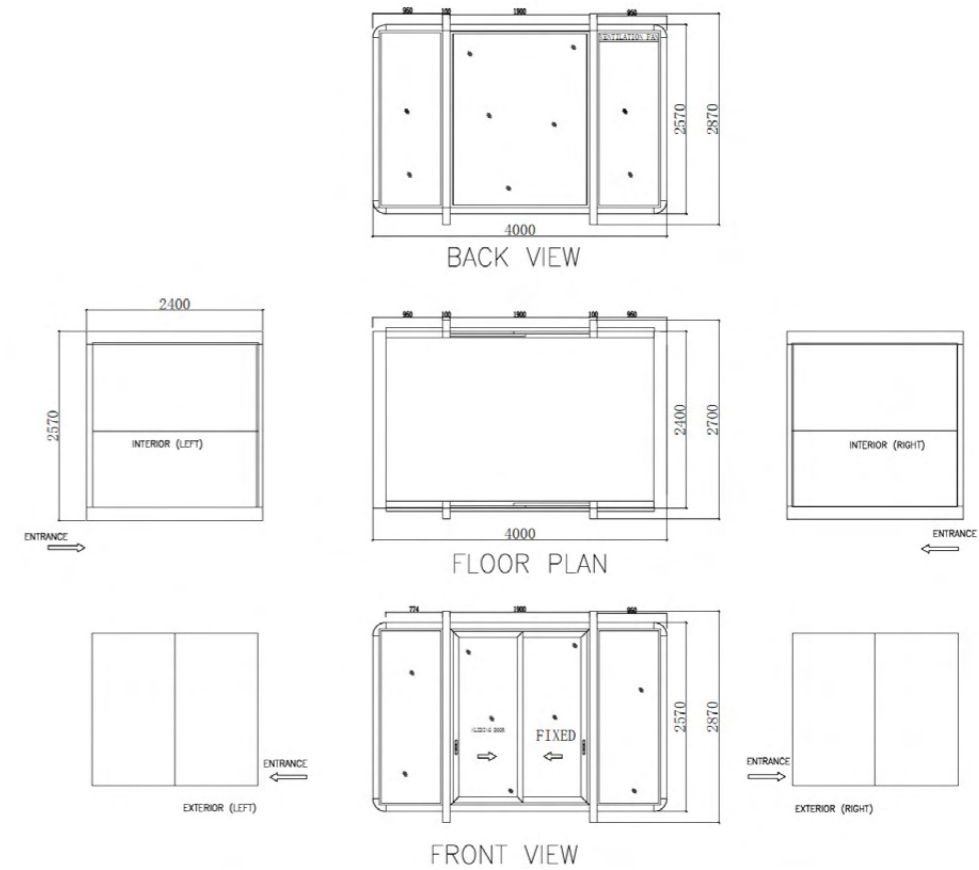 950 100 1900 950
VENTILATION FAN
2570
2870
4000
BACK VIEW
2400
2570
INTERIOR (LEFT)
ENTRANCE
950 100 1900 100 950
2400
2700
4000
FLOOR PLAN
INTERIOR (RIGHT)
ENTRANCE
ENTRANCE
EXTERIOR (LEFT)
774 1900 950
SLIDING DOOR
FIXED
2570
2870
FRONT VIEW
ENTRANCE
EXTERIOR (RIGHT)